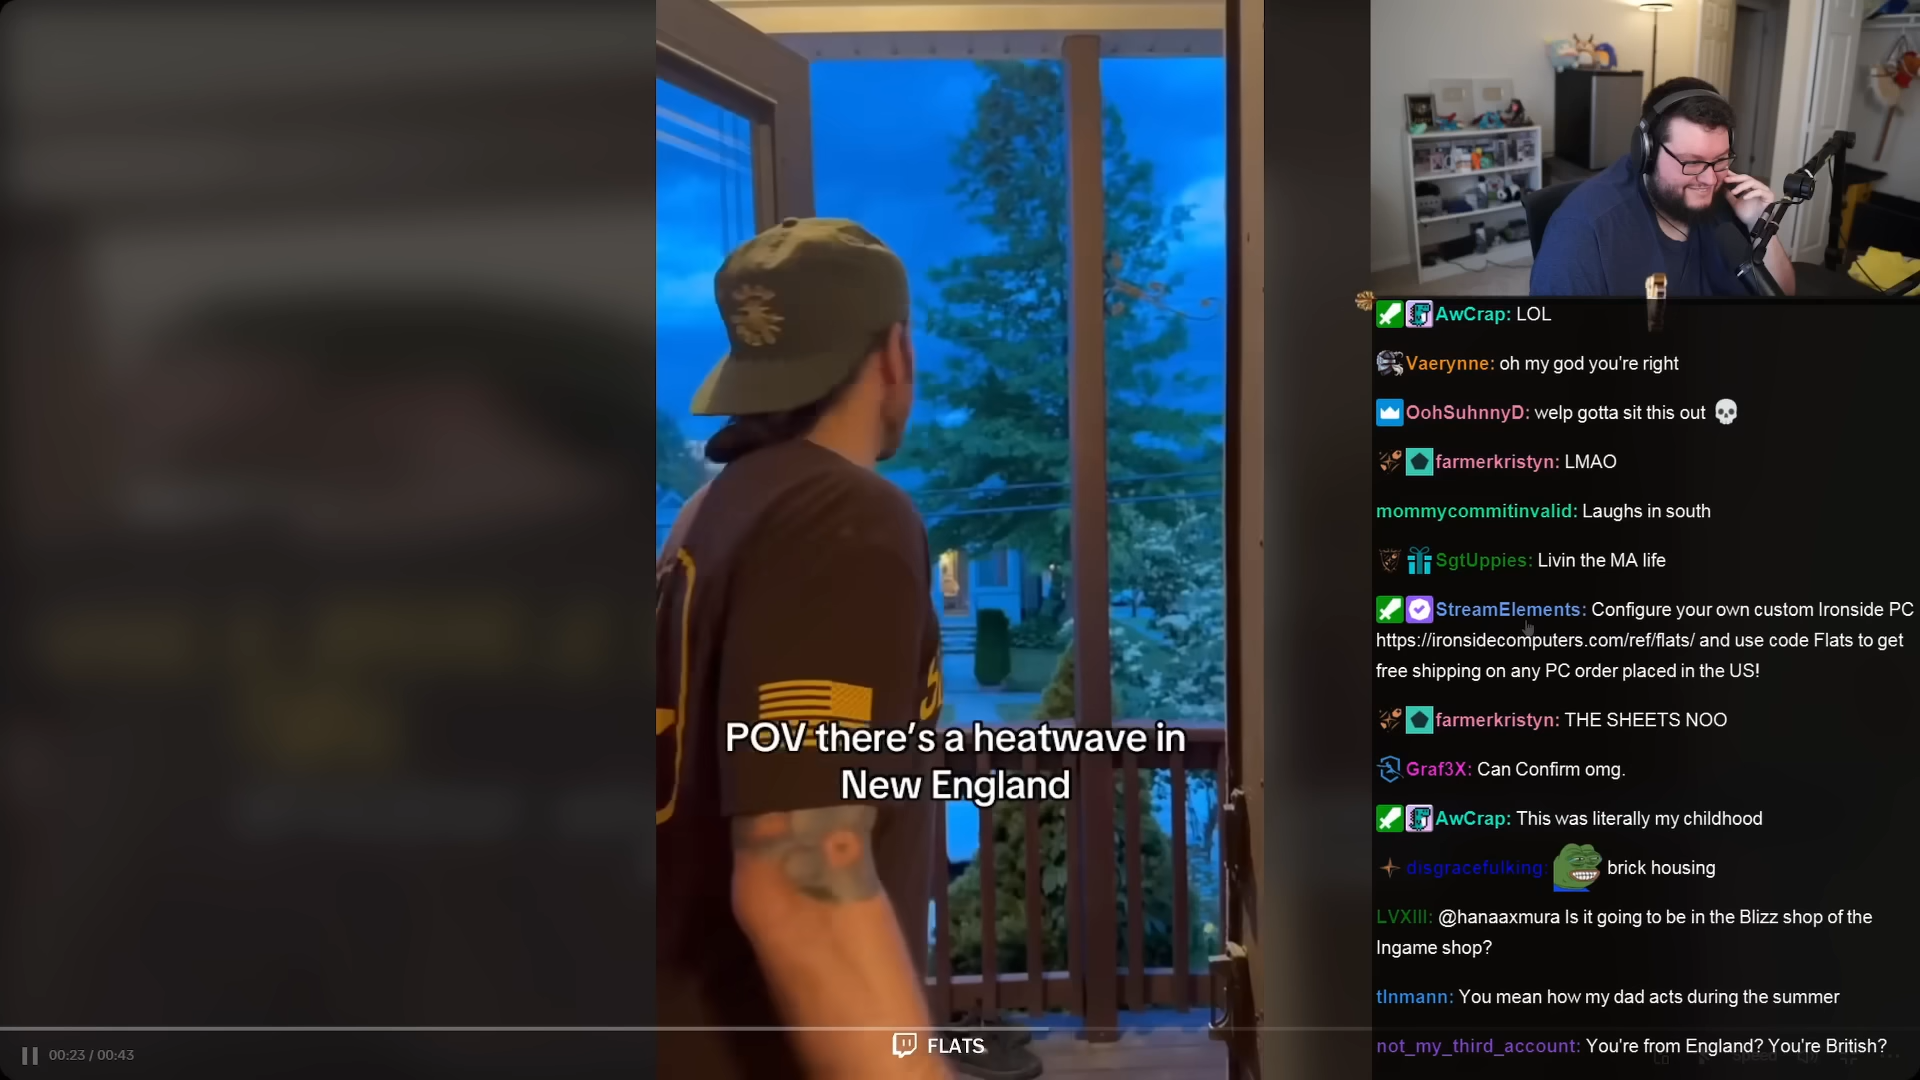 POV there's a heatwave in
New England
00:23 / 00:43
FLATS
AwCrap: LOL
Vaerynne: oh my god you're right
OohSuhnnyD: welp gotta sit this out
farmerkristyn: LMAO
mommycommitinvalid: Laughs in south
SgtUppies: Livin the MA life
StreamElements: Configure your own custom Ironside PC
https://ironsidecomputers.com/ref/flats/ and use code Flats to get
free shipping on any PC order placed in the US!
farmerkristyn: THE SHEETS NOO
Graf3X: Can Confirm omg.
AwCrap: This was literally my childhood
disgracefulking: brick housing
LVXIII: @hanaaxmura Is it going to be in the Blizz shop of the
Ingame shop?
tlnmann: You mean how my dad acts during the summer
not_my_third_account: You're from England? You're British?
Speed